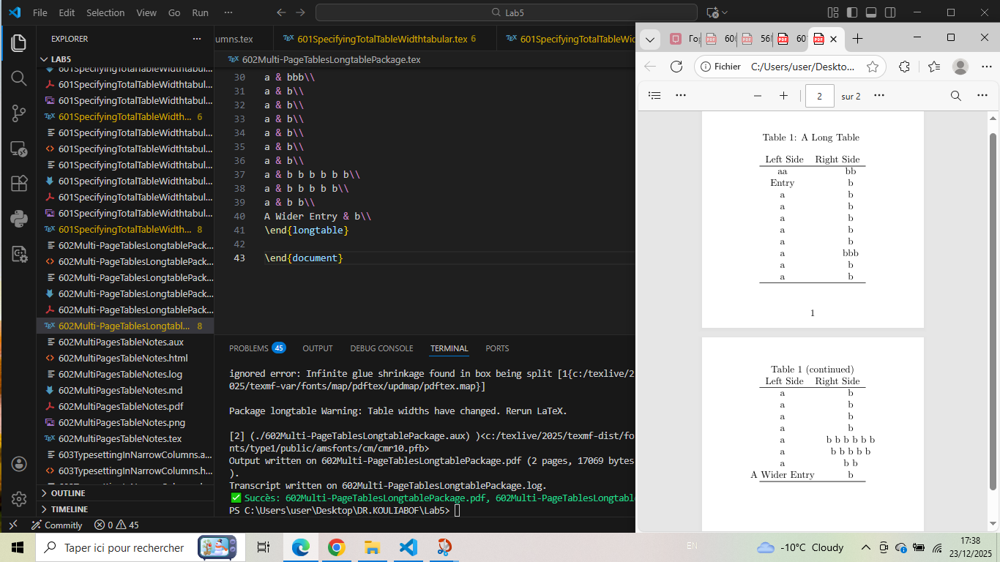 File Edit Selection View Go Run ··· Lab5
EXPLORER ···
LAB5
601SpecifyingTotalTableWidthtabul...
601SpecifyingTotalTableWidthtabul...
601SpecifyingTotalTableWidthtabul...
601SpecifyingTotalTableWidth... 6
601SpecifyingTotalTableWidthtabul...
601SpecifyingTotalTableWidthtabul...
601SpecifyingTotalTableWidthtabul...
601SpecifyingTotalTableWidthtabul...
601SpecifyingTotalTableWidthtabul...
601SpecifyingTotalTableWidthtabul...
601SpecifyingTotalTableWidth... 8
602Multi-PageTablesLongtablePack...
602Multi-PageTablesLongtablePack...
602Multi-PageTablesLongtablePack...
602Multi-PageTablesLongtablePack...
602Multi-PageTablesLongtablePack...
602Multi-PageTablesLongtabl... 8
602MultiPagesTableNotes.aux
602MultiPagesTableNotes.html
602MultiPagesTableNotes.log
602MultiPagesTableNotes.md
602MultiPagesTableNotes.pdf
602MultiPagesTableNotes.png
602MultiPagesTableNotes.tex
603TypesettingInNarrowColumns.a...
603TypesettingInNarrowColumns.h...
OUTLINE
TIMELINE
umns.tex 601SpecifyingTotalTableWidthtabular.tex 6 601SpecifyingTotalTableWid
602Multi-PageTablesLongtablePackage.tex
30 a & bbb\\
31 a & b\\
32 a & b\\
33 a & b\\
34 a & b\\
35 a & b\\
36 a & b\\
37 a & b b b b b b\\
38 a & b b b b b\\
39 a & b b\\
40 A Wider Entry & b\\
41 \end{longtable}
42
43 \end{document}
PROBLEMS 45 OUTPUT DEBUG CONSOLE TERMINAL PORTS
ignored error: Infinite glue shrinkage found in box being split [1{c:/texlive/2
025/texmf-var/fonts/map/pdftex/updmap/pdftex.map}]
Package longtable Warning: Table widths have changed. Rerun LaTeX.
[2] (./602Multi-PageTablesLongtablePackage.aux) )<c:/texlive/2025/texmf-dist/fo
nts/type1/public/amsfonts/cm/cmr10.pfb>
Output written on 602Multi-PageTablesLongtablePackage.pdf (2 pages, 17069 bytes
).
Transcript written on 602Multi-PageTablesLongtablePackage.log.
✅ Succès: 602Multi-PageTablesLongtablePackage.pdf, 602Multi-PageTablesLongtable
PS C:\Users\user\Desktop\DR.KOULIABOF\Lab5>
Commitly 0 45
Гор 60 56 60
Fichier C:/Users/user/Deskto...
2 sur 2
Table 1: A Long Table
Left Side Right Side
aa bb
Entry b
a b
a b
a b
a b
a b
a bbb
a b
a b
1
Table 1 (continued)
Left Side Right Side
a b
a b
a b
a b
a b b b b b b
a b b b b b
a b b
A Wider Entry b
Taper ici pour rechercher
EN
-10°C Cloudy
17:38
23/12/2025